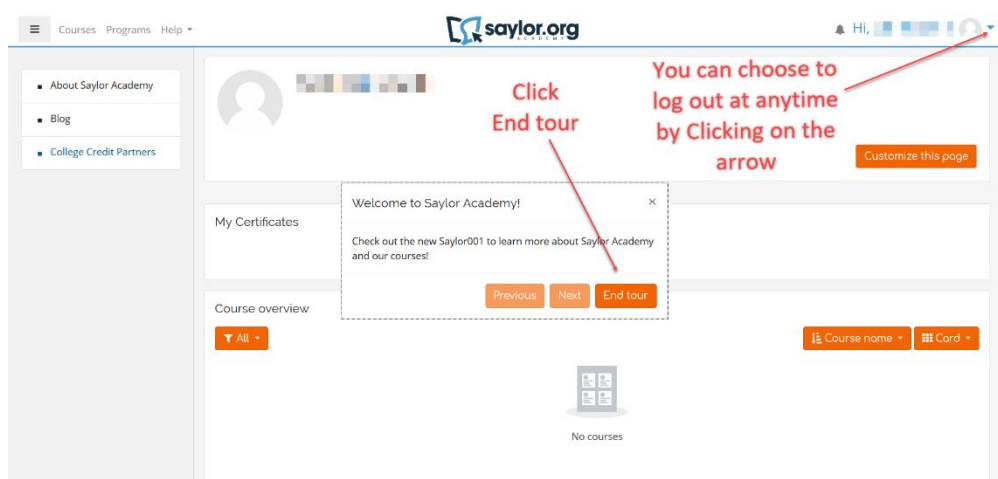 Courses Programs Help
saylor.org
ACADEMY
Hi,
About Saylor Academy
Blog
College Credit Partners
Click
End tour
You can choose to
log out at anytime
by Clicking on the
arrow
Customize this page
My Certificates
Welcome to Saylor Academy!
×
Check out the new Saylor001 to learn more about Saylor Academy
and our courses!
Previous Next End tour
Course overview
All
Course name
Card
No courses